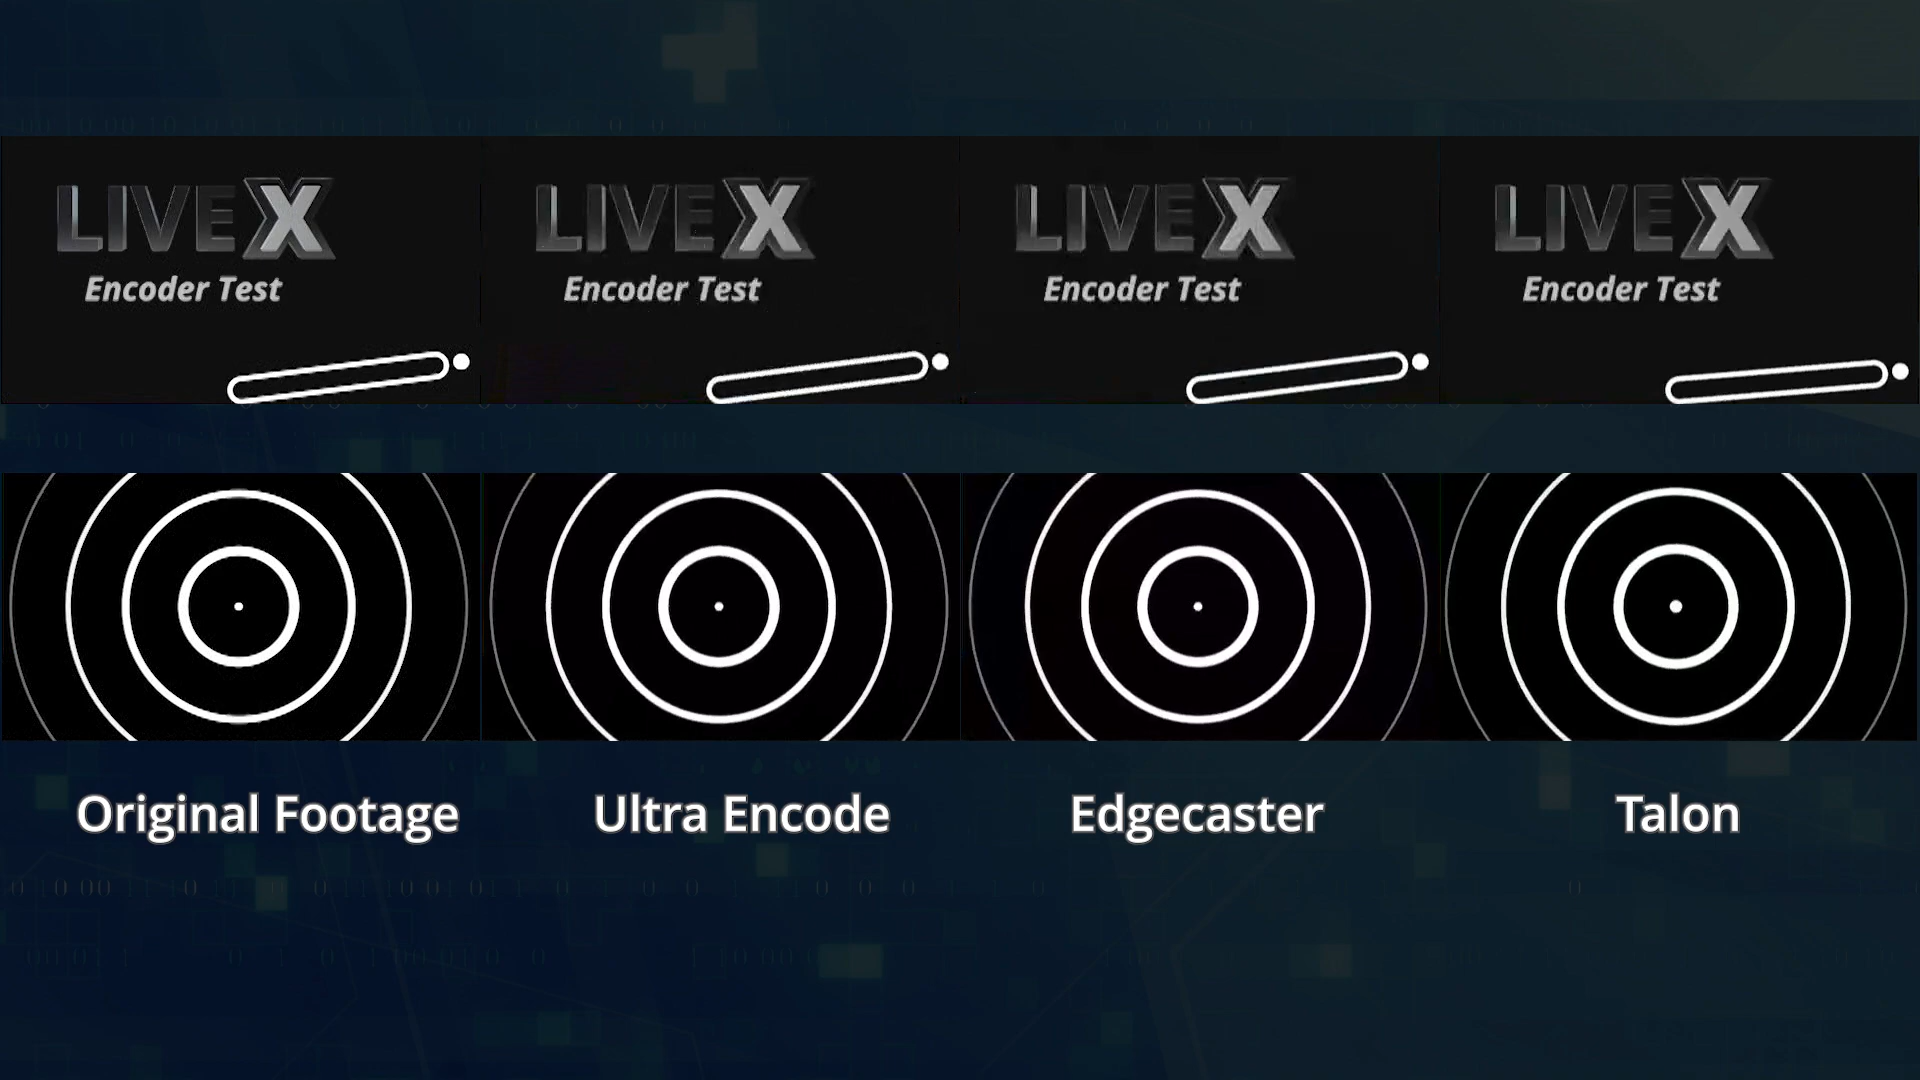 LIVEX
Encoder Test
LIVEX
Encoder Test
LIVEX
Encoder Test
LIVEX
Encoder Test
Original Footage
Ultra Encode
Edgecaster
Talon